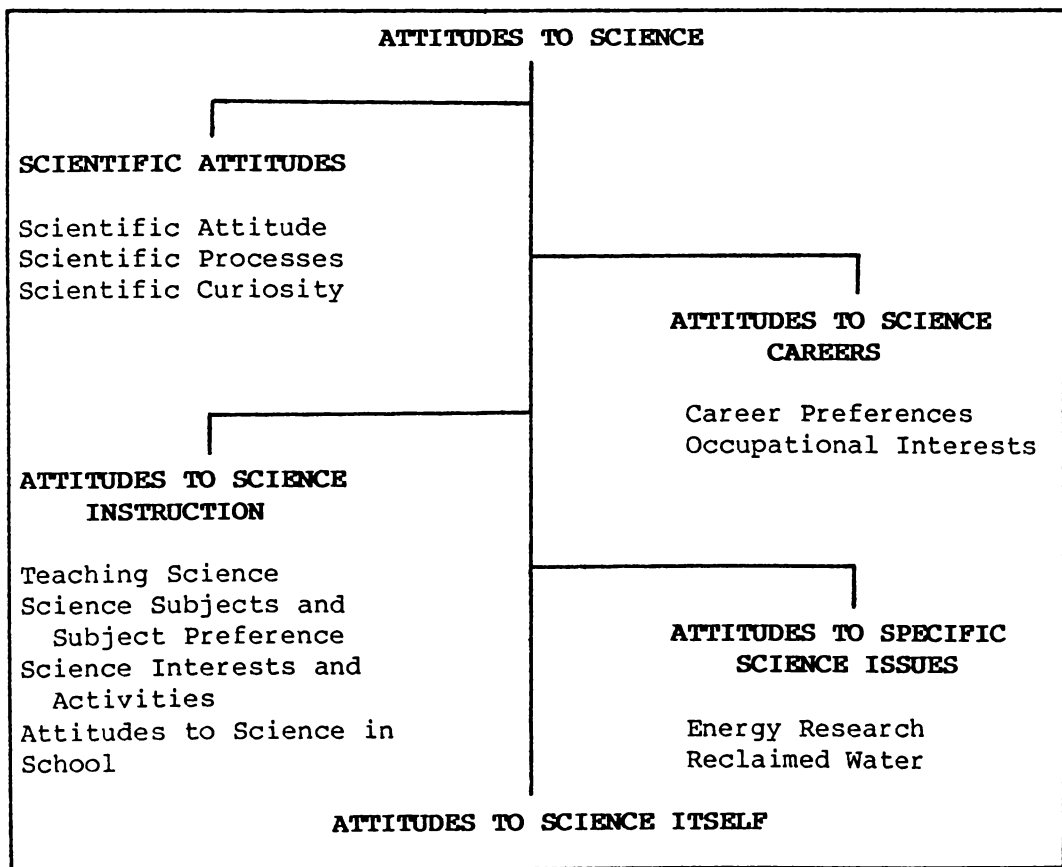 ATTITUDES TO SCIENCE
SCIENTIFIC ATTITUDES
Scientific Attitude
Scientific Processes
Scientific Curiosity
ATTITUDES TO SCIENCE
CAREERS
Career Preferences
Occupational Interests
ATTITUDES TO SCIENCE
INSTRUCTION
Teaching Science
Science Subjects and
Subject Preference
Science Interests and
Activities
Attitudes to Science in
School
ATTITUDES TO SPECIFIC
SCIENCE ISSUES
Energy Research
Reclaimed Water
ATTITUDES TO SCIENCE ITSELF